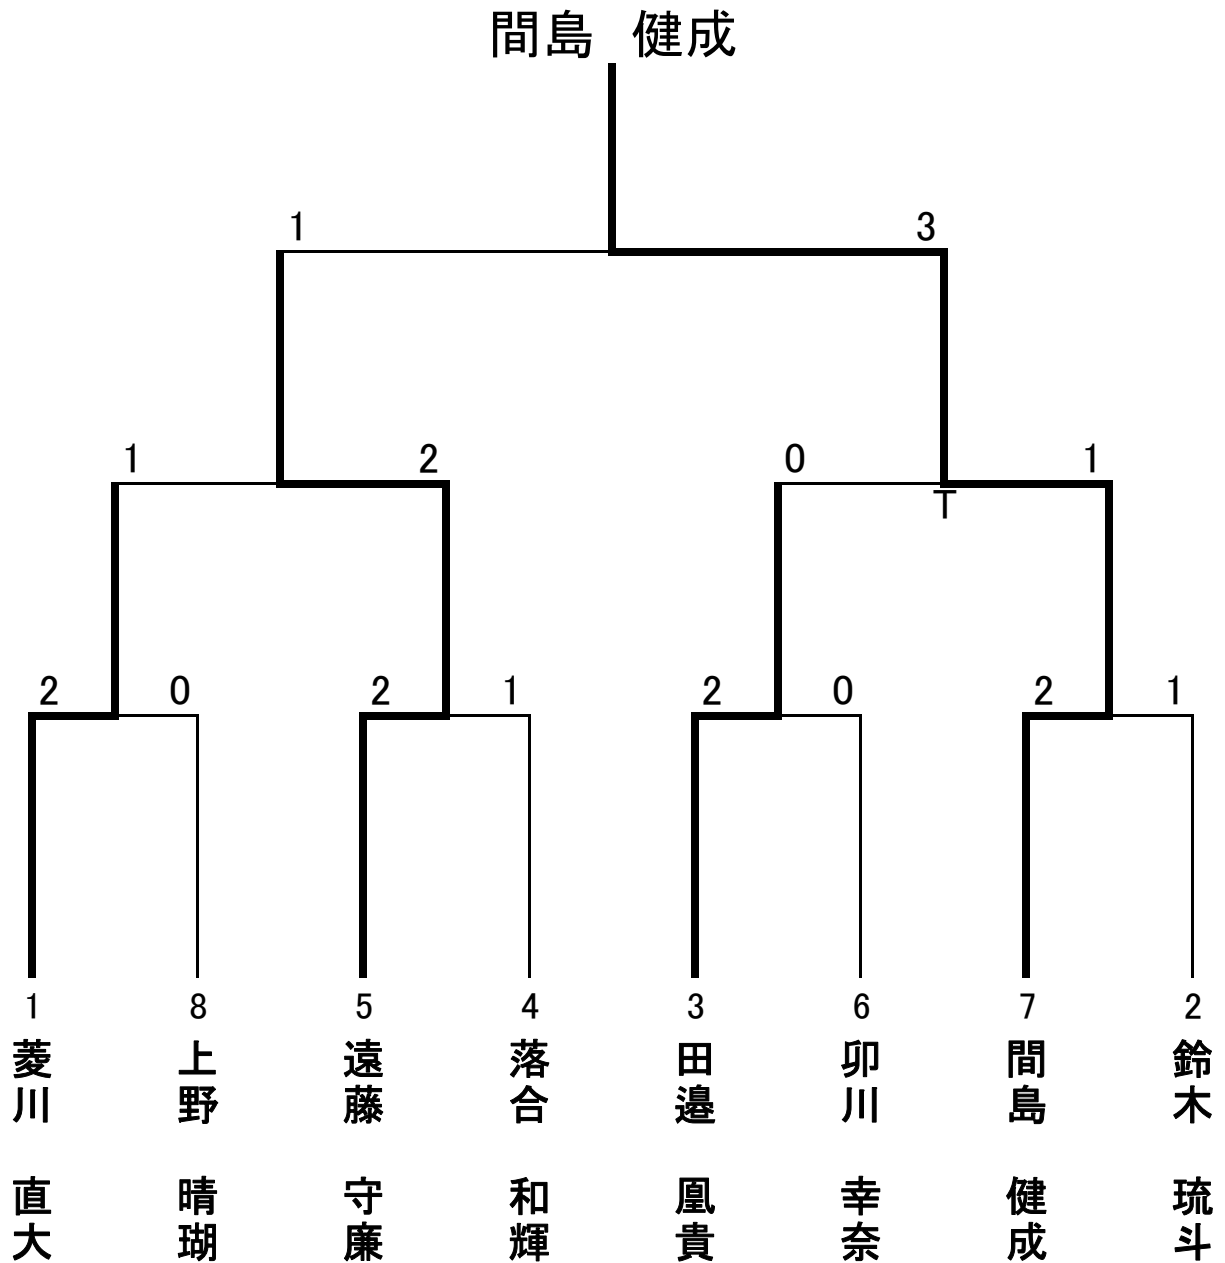 間島　健成
1 3
1 2 0 1
T
2 0 2 1 2 0 2 1
1 8 5 4 3 6 7 2
菱川　直大
上野　晴瑚
遠藤　守廉
落合　和輝
田邉　凰貴
卯川　幸奈
間島　健成
鈴木　琉斗